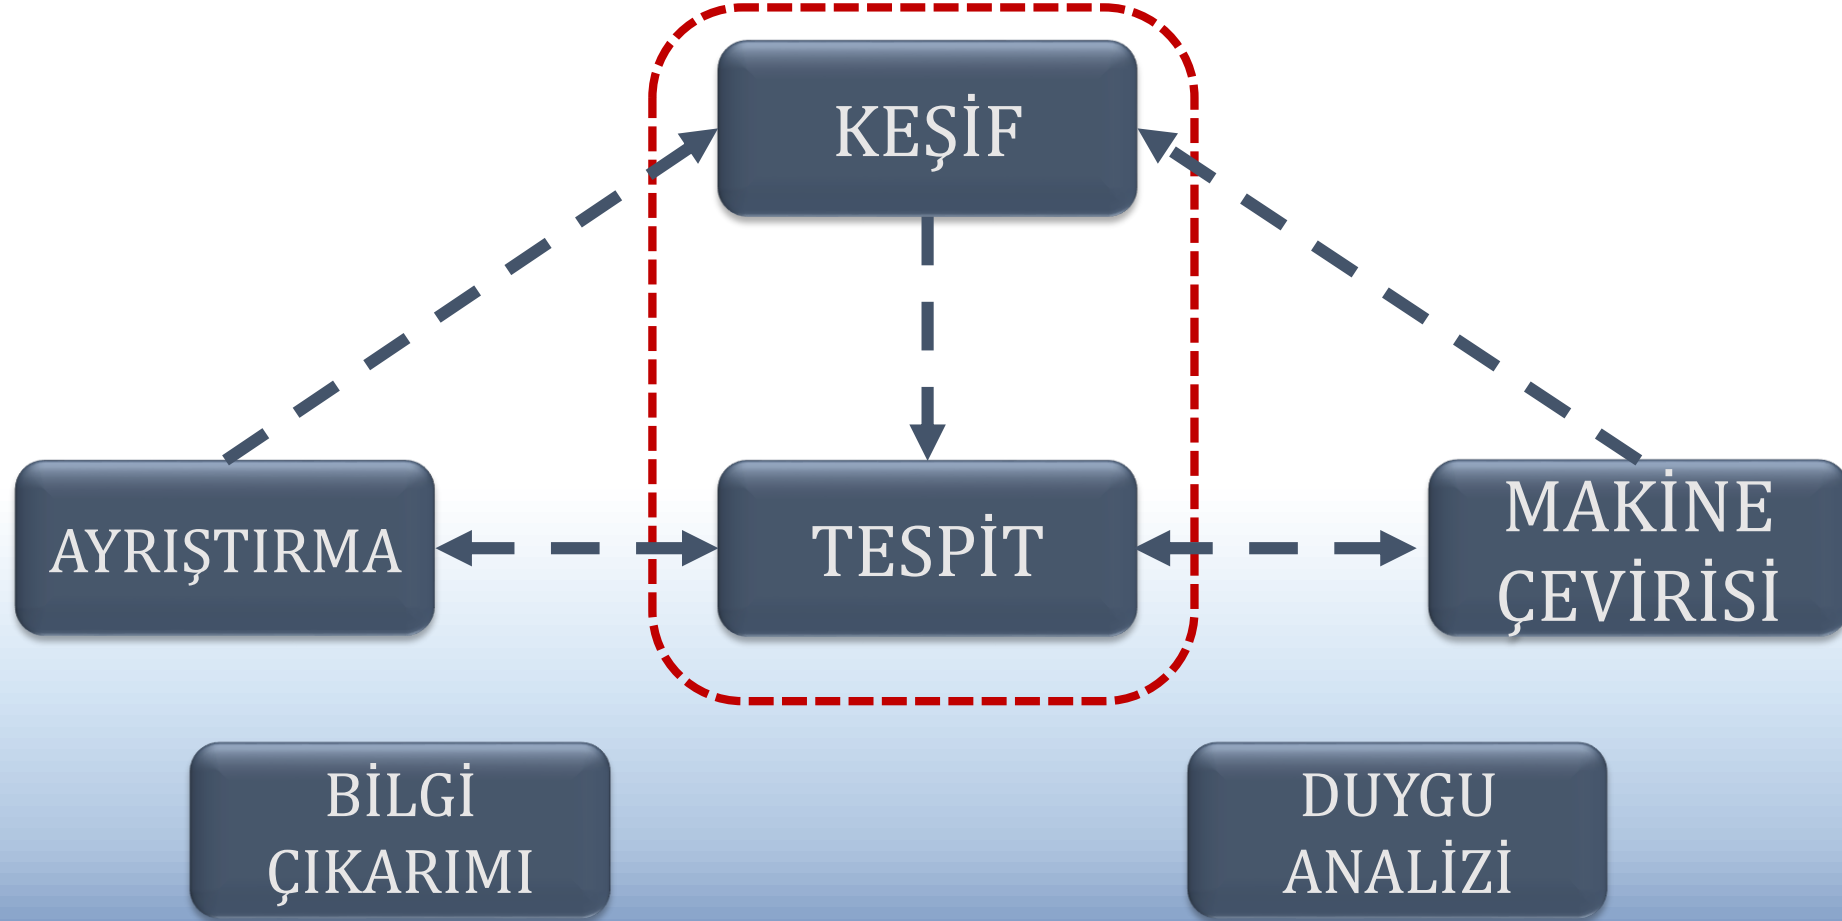 KEŞİF
AYRIŞTIRMA
TESPİT
MAKİNE
ÇEVİRİSİ
BİLGİ
ÇIKARIMI
DUYGU
ANALİZİ